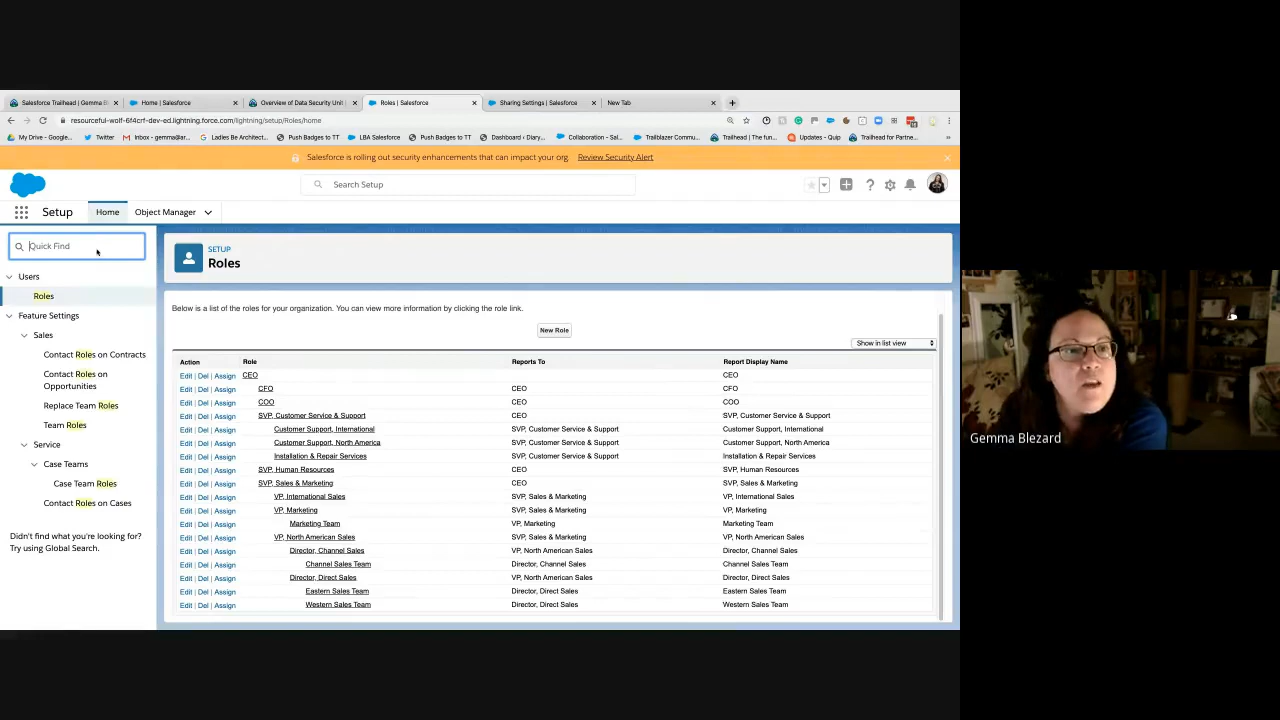 Salesforce Trailhead | Gemma Bl
Home | Salesforce
Overview of Data Security Unit
Roles | Salesforce
Sharing Settings | Salesforce
New Tab
resourceful-wolf-6f4crf-dev-ed.lightning.force.com/lightning/setup/Roles/home
My Drive - Google...
Twitter
Inbox - gemma@ar...
Ladies Be Architect...
Push Badges to TT
LBA Salesforce
Push Badges to TT
Dashboard ‹ Diary...
Collaboration - Sal...
Trailblazer Commu...
Trailhead | The fun...
Updates - Quip
Trailhead for Partne...
Salesforce is rolling out security enhancements that can impact your org. Review Security Alert
Search Setup
Setup
Home
Object Manager
Quick Find
Users
Roles
Feature Settings
Sales
Contact Roles on Contracts
Contact Roles on
Opportunities
Replace Team Roles
Team Roles
Service
Case Teams
Case Team Roles
Contact Roles on Cases
Didn't find what you're looking for?
Try using Global Search.
SETUP
Roles
Below is a list of the roles for your organization. You can view more information by clicking the role link.
New Role
Show in list view
Action Role Reports To Report Display Name
Edit | Del | Assign CEO CEO
Edit | Del | Assign CFO CEO CFO
Edit | Del | Assign COO CEO COO
Edit | Del | Assign SVP, Customer Service & Support CEO SVP, Customer Service & Support
Edit | Del | Assign Customer Support, International SVP, Customer Service & Support Customer Support, International
Edit | Del | Assign Customer Support, North America SVP, Customer Service & Support Customer Support, North America
Edit | Del | Assign Installation & Repair Services SVP, Customer Service & Support Installation & Repair Services
Edit | Del | Assign SVP, Human Resources CEO SVP, Human Resources
Edit | Del | Assign SVP, Sales & Marketing CEO SVP, Sales & Marketing
Edit | Del | Assign VP, International Sales SVP, Sales & Marketing VP, International Sales
Edit | Del | Assign VP, Marketing SVP, Sales & Marketing VP, Marketing
Edit | Del | Assign Marketing Team VP, Marketing Marketing Team
Edit | Del | Assign VP, North American Sales SVP, Sales & Marketing VP, North American Sales
Edit | Del | Assign Director, Channel Sales VP, North American Sales Director, Channel Sales
Edit | Del | Assign Channel Sales Team Director, Channel Sales Channel Sales Team
Edit | Del | Assign Director, Direct Sales VP, North American Sales Director, Direct Sales
Edit | Del | Assign Eastern Sales Team Director, Direct Sales Eastern Sales Team
Edit | Del | Assign Western Sales Team Director, Direct Sales Western Sales Team
Gemma Blezard